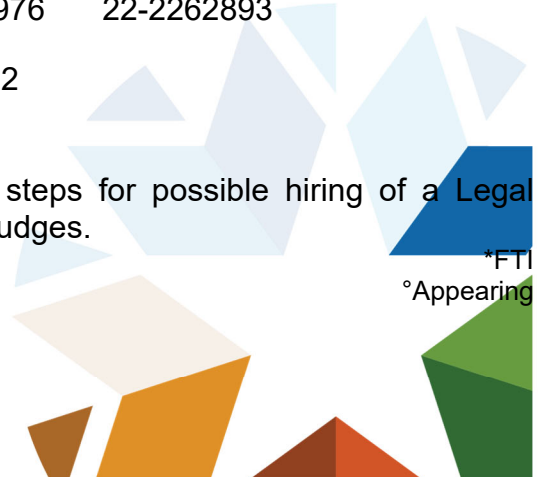 976 22-2262893
2
steps for possible hiring of a Legal
udges.
*FTI
°Appearing